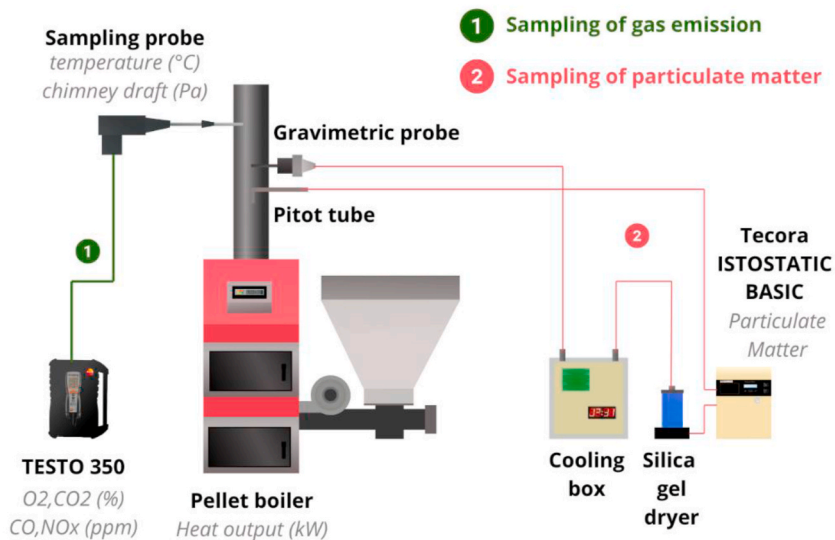 1 Sampling of gas emission
2 Sampling of particulate matter
Sampling probe
temperature (°C)
chimney draft (Pa)
Gravimetric probe
Pitot tube
1
2
Tecora
ISTOSTATIC
BASIC
Particulate
Matter
TESTO 350
O2,CO2 (%)
CO,NOx (ppm)
Pellet boiler
Heat output (kW)
Cooling
box
Silica
gel
dryer